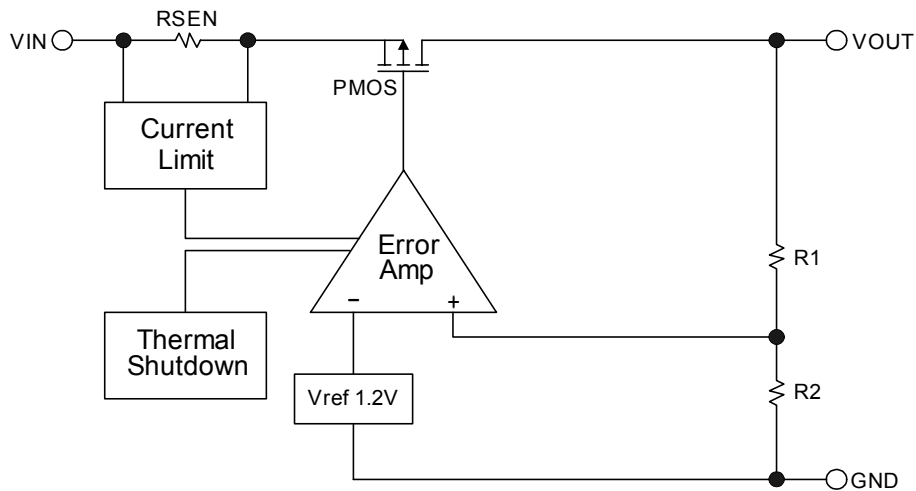 RSEN
VIN
VOUT
PMOS
Current
Limit
Error
Amp
R1
- +
Thermal
Shutdown
Vref 1.2V
R2
GND